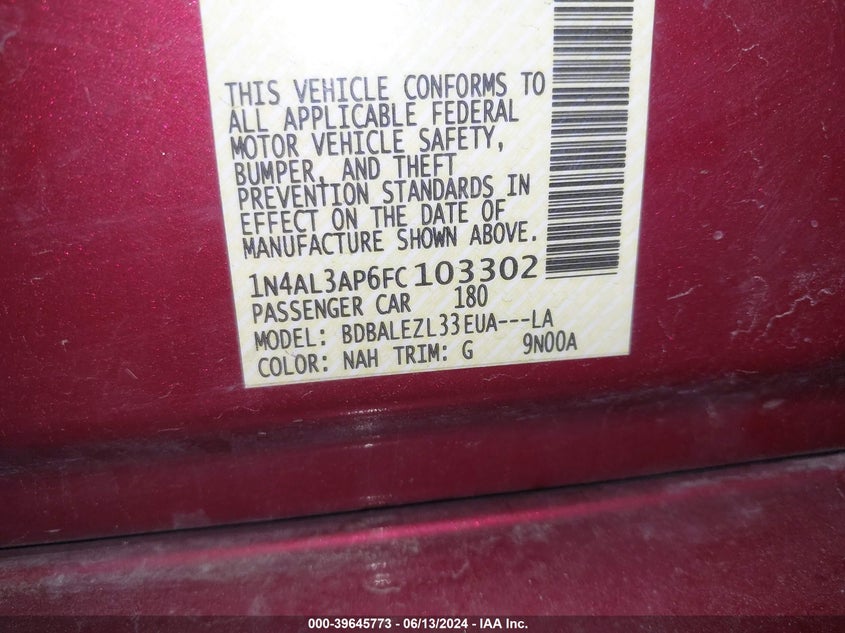 THIS VEHICLE CONFORMS TO
ALL APPLICABLE FEDERAL
MOTOR VEHICLE SAFETY,
BUMPER, AND THEFT
PREVENTION STANDARDS IN
EFFECT ON THE DATE OF
MANUFACTURE SHOWN ABOVE.
1N4AL3AP6FC103302
PASSENGER CAR 180
MODEL: BDBALEZL33EUA---LA
COLOR: NAH TRIM: G 9N00A
000-39645773 - 06/13/2024 - IAA Inc.